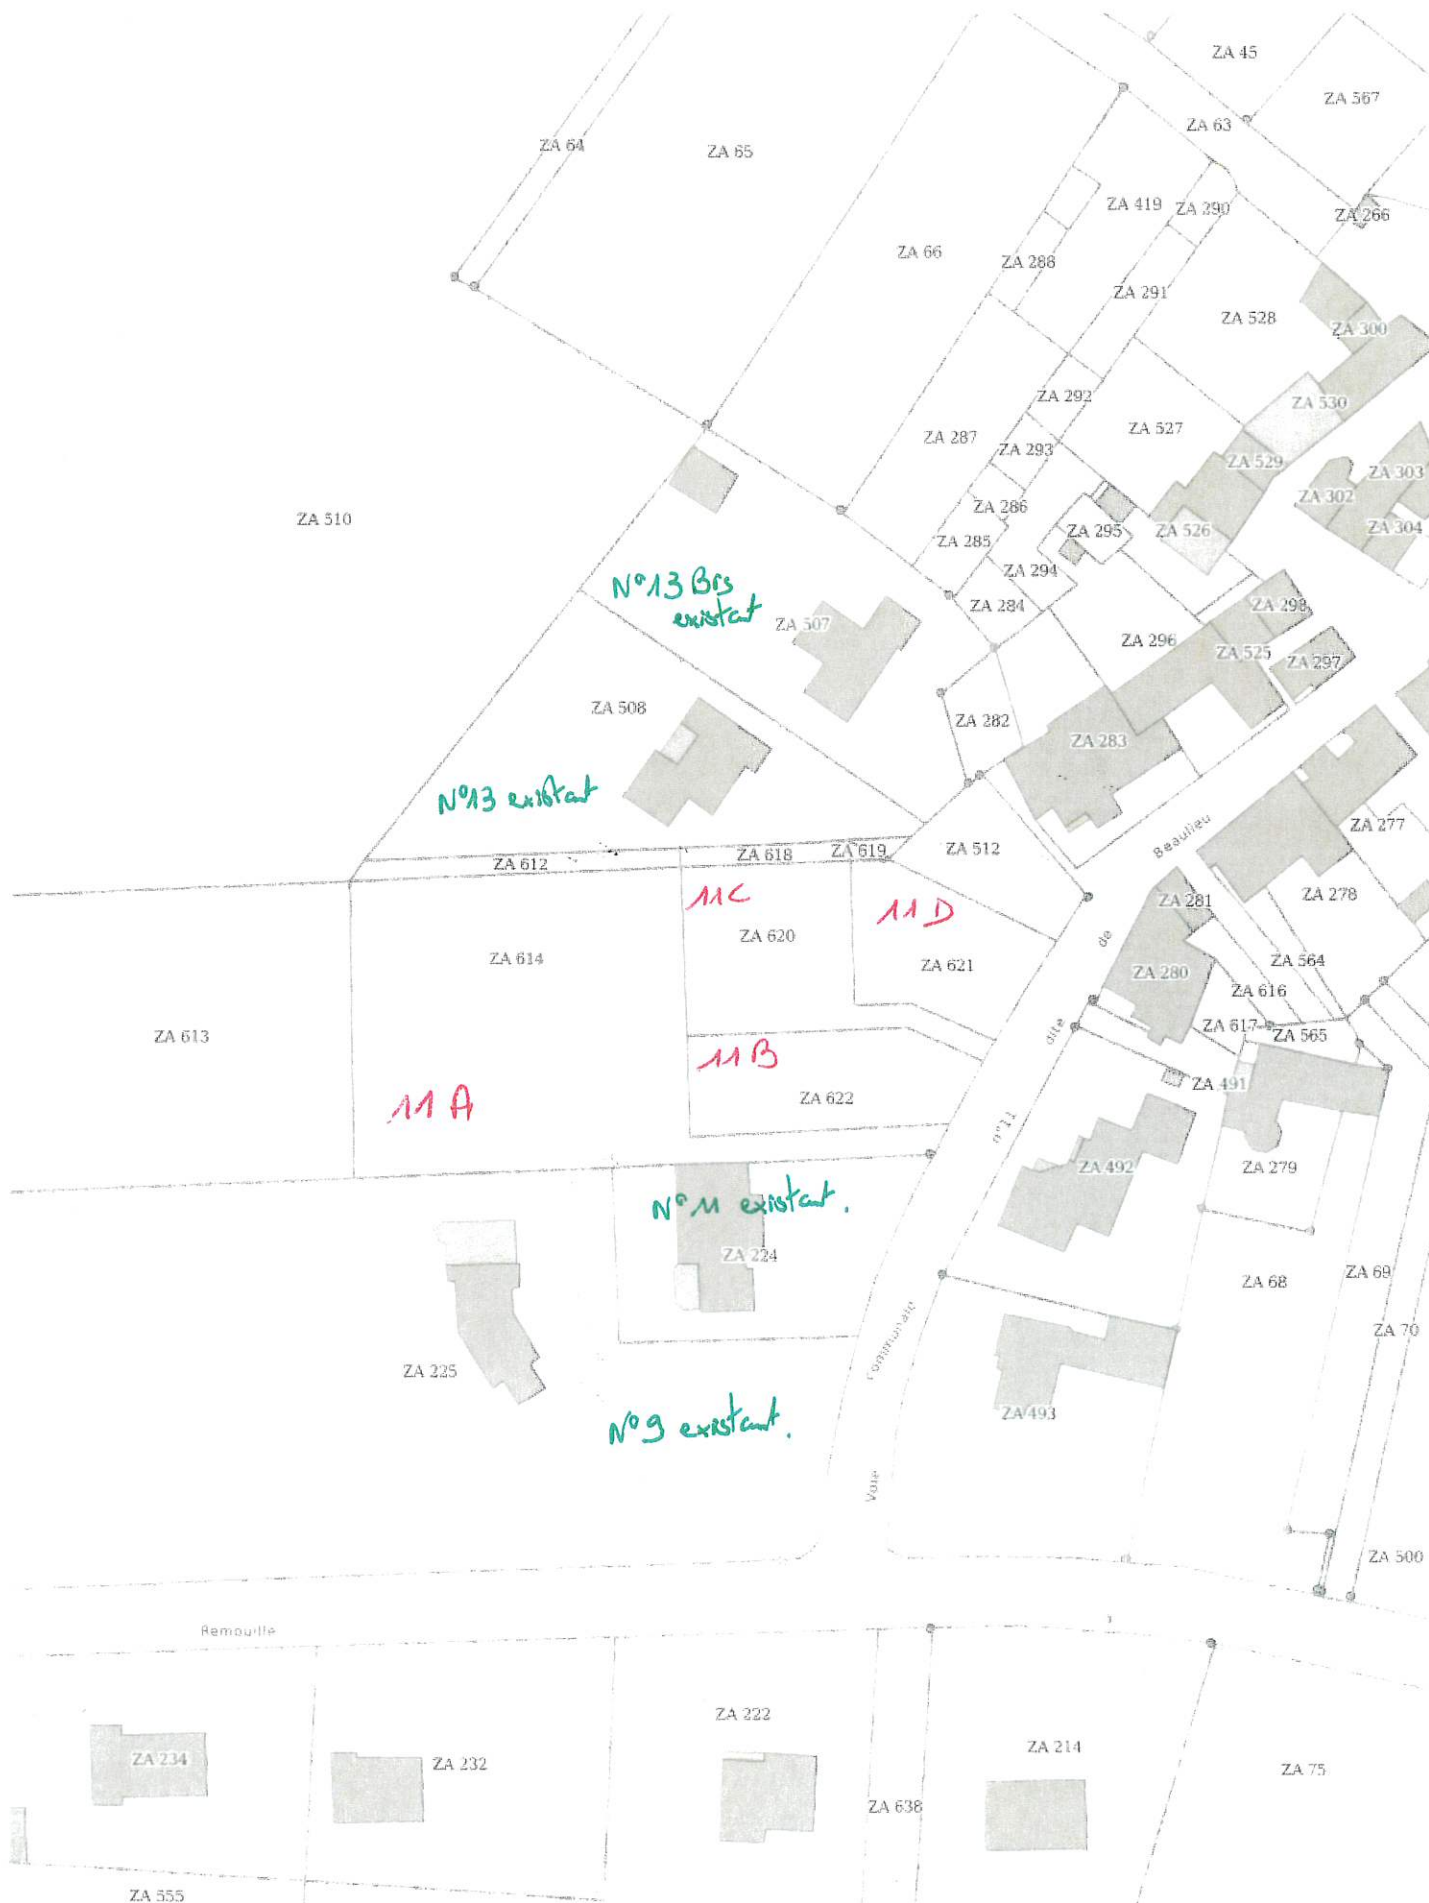 ZA 45
ZA 567
ZA 63
ZA 64
ZA 65
ZA 419
ZA 290
ZA 266
ZA 66
ZA 288
ZA 291
ZA 528
ZA 300
ZA 292
ZA 530
ZA 287
ZA 527
ZA 293
ZA 529
ZA 303
ZA 302
ZA 510
ZA 286
ZA 295
ZA 526
ZA 304
ZA 285
ZA 294
N°13 Bis
existant
ZA 284
ZA 298
ZA 507
ZA 296
ZA 525
ZA 297
ZA 508
ZA 282
ZA 283
N°13 existant
Beaulieu
ZA 277
ZA 612
ZA 618
ZA 619
ZA 512
11C
11D
ZA 281
ZA 278
ZA 620
de
ZA 614
ZA 621
ZA 280
ZA 564
ZA 616
ZA 613
dite
ZA 617
ZA 565
11B
ZA 491
11A
ZA 622
n°11
ZA 492
ZA 279
N°11 existant.
ZA 224
ZA 68
ZA 69
Communale
ZA 70
ZA 225
ZA 493
N°9 existant.
Voie
ZA 500
Remouille
ZA 222
ZA 234
ZA 232
ZA 214
ZA 75
ZA 638
ZA 555